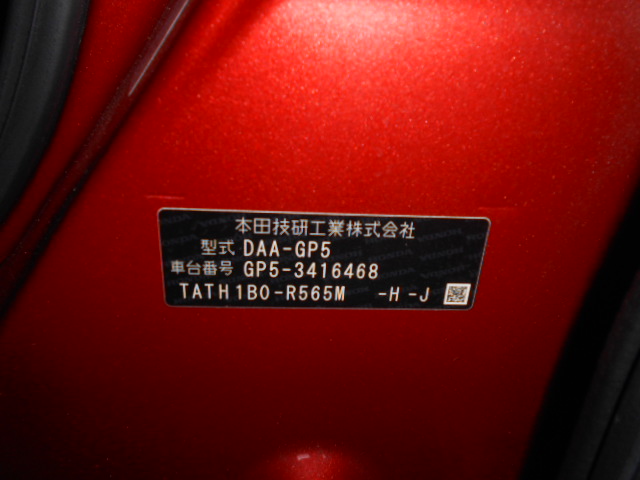 本田技研工業株式会社
型式 DAA-GP5
車台番号 GP5-3416468
TATH1B0-R565M -H-J